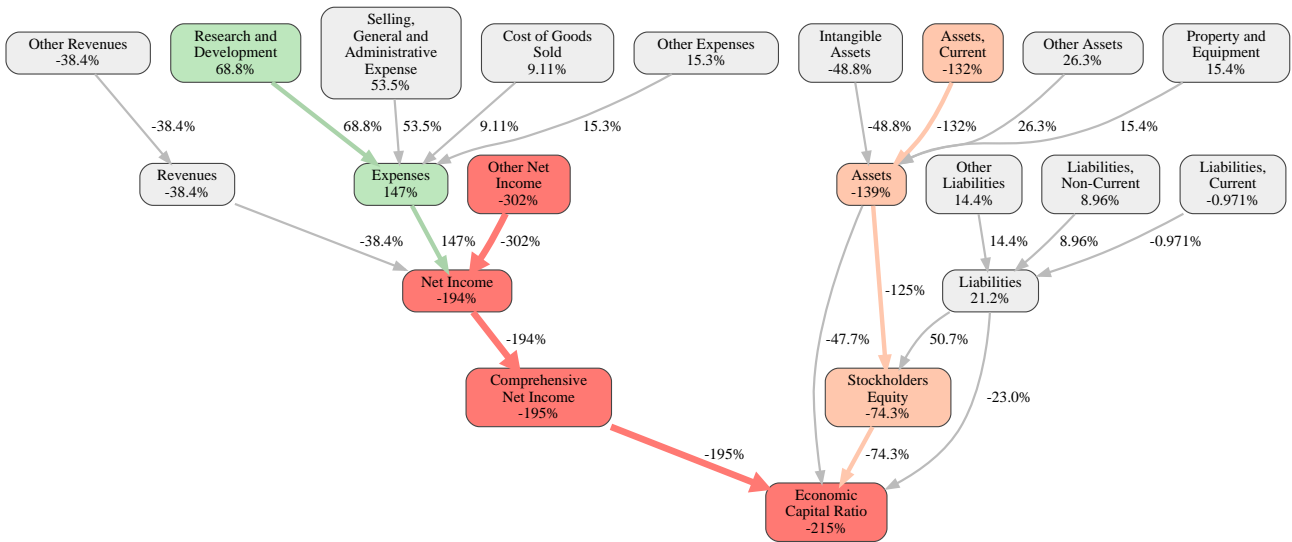 Other Revenues
-38.4%
Research and
Development
68.8%
Selling,
General and
Administrative
Expense
53.5%
Cost of Goods
Sold
9.11%
Other Expenses
15.3%
Intangible
Assets
-48.8%
Assets,
Current
-132%
Other Assets
26.3%
Property and
Equipment
15.4%
-38.4%
68.8%
53.5%
9.11%
15.3%
-48.8%
-132%
26.3%
15.4%
Revenues
-38.4%
Expenses
147%
Other Net
Income
-302%
Assets
-139%
Other
Liabilities
14.4%
Liabilities,
Non-Current
8.96%
Liabilities,
Current
-0.971%
-38.4%
147%
-302%
14.4%
8.96%
-0.971%
Net Income
-194%
-125%
Liabilities
21.2%
-194%
-47.7%
50.7%
Comprehensive
Net Income
-195%
Stockholders
Equity
-74.3%
-23.0%
-195%
-74.3%
Economic
Capital Ratio
-215%